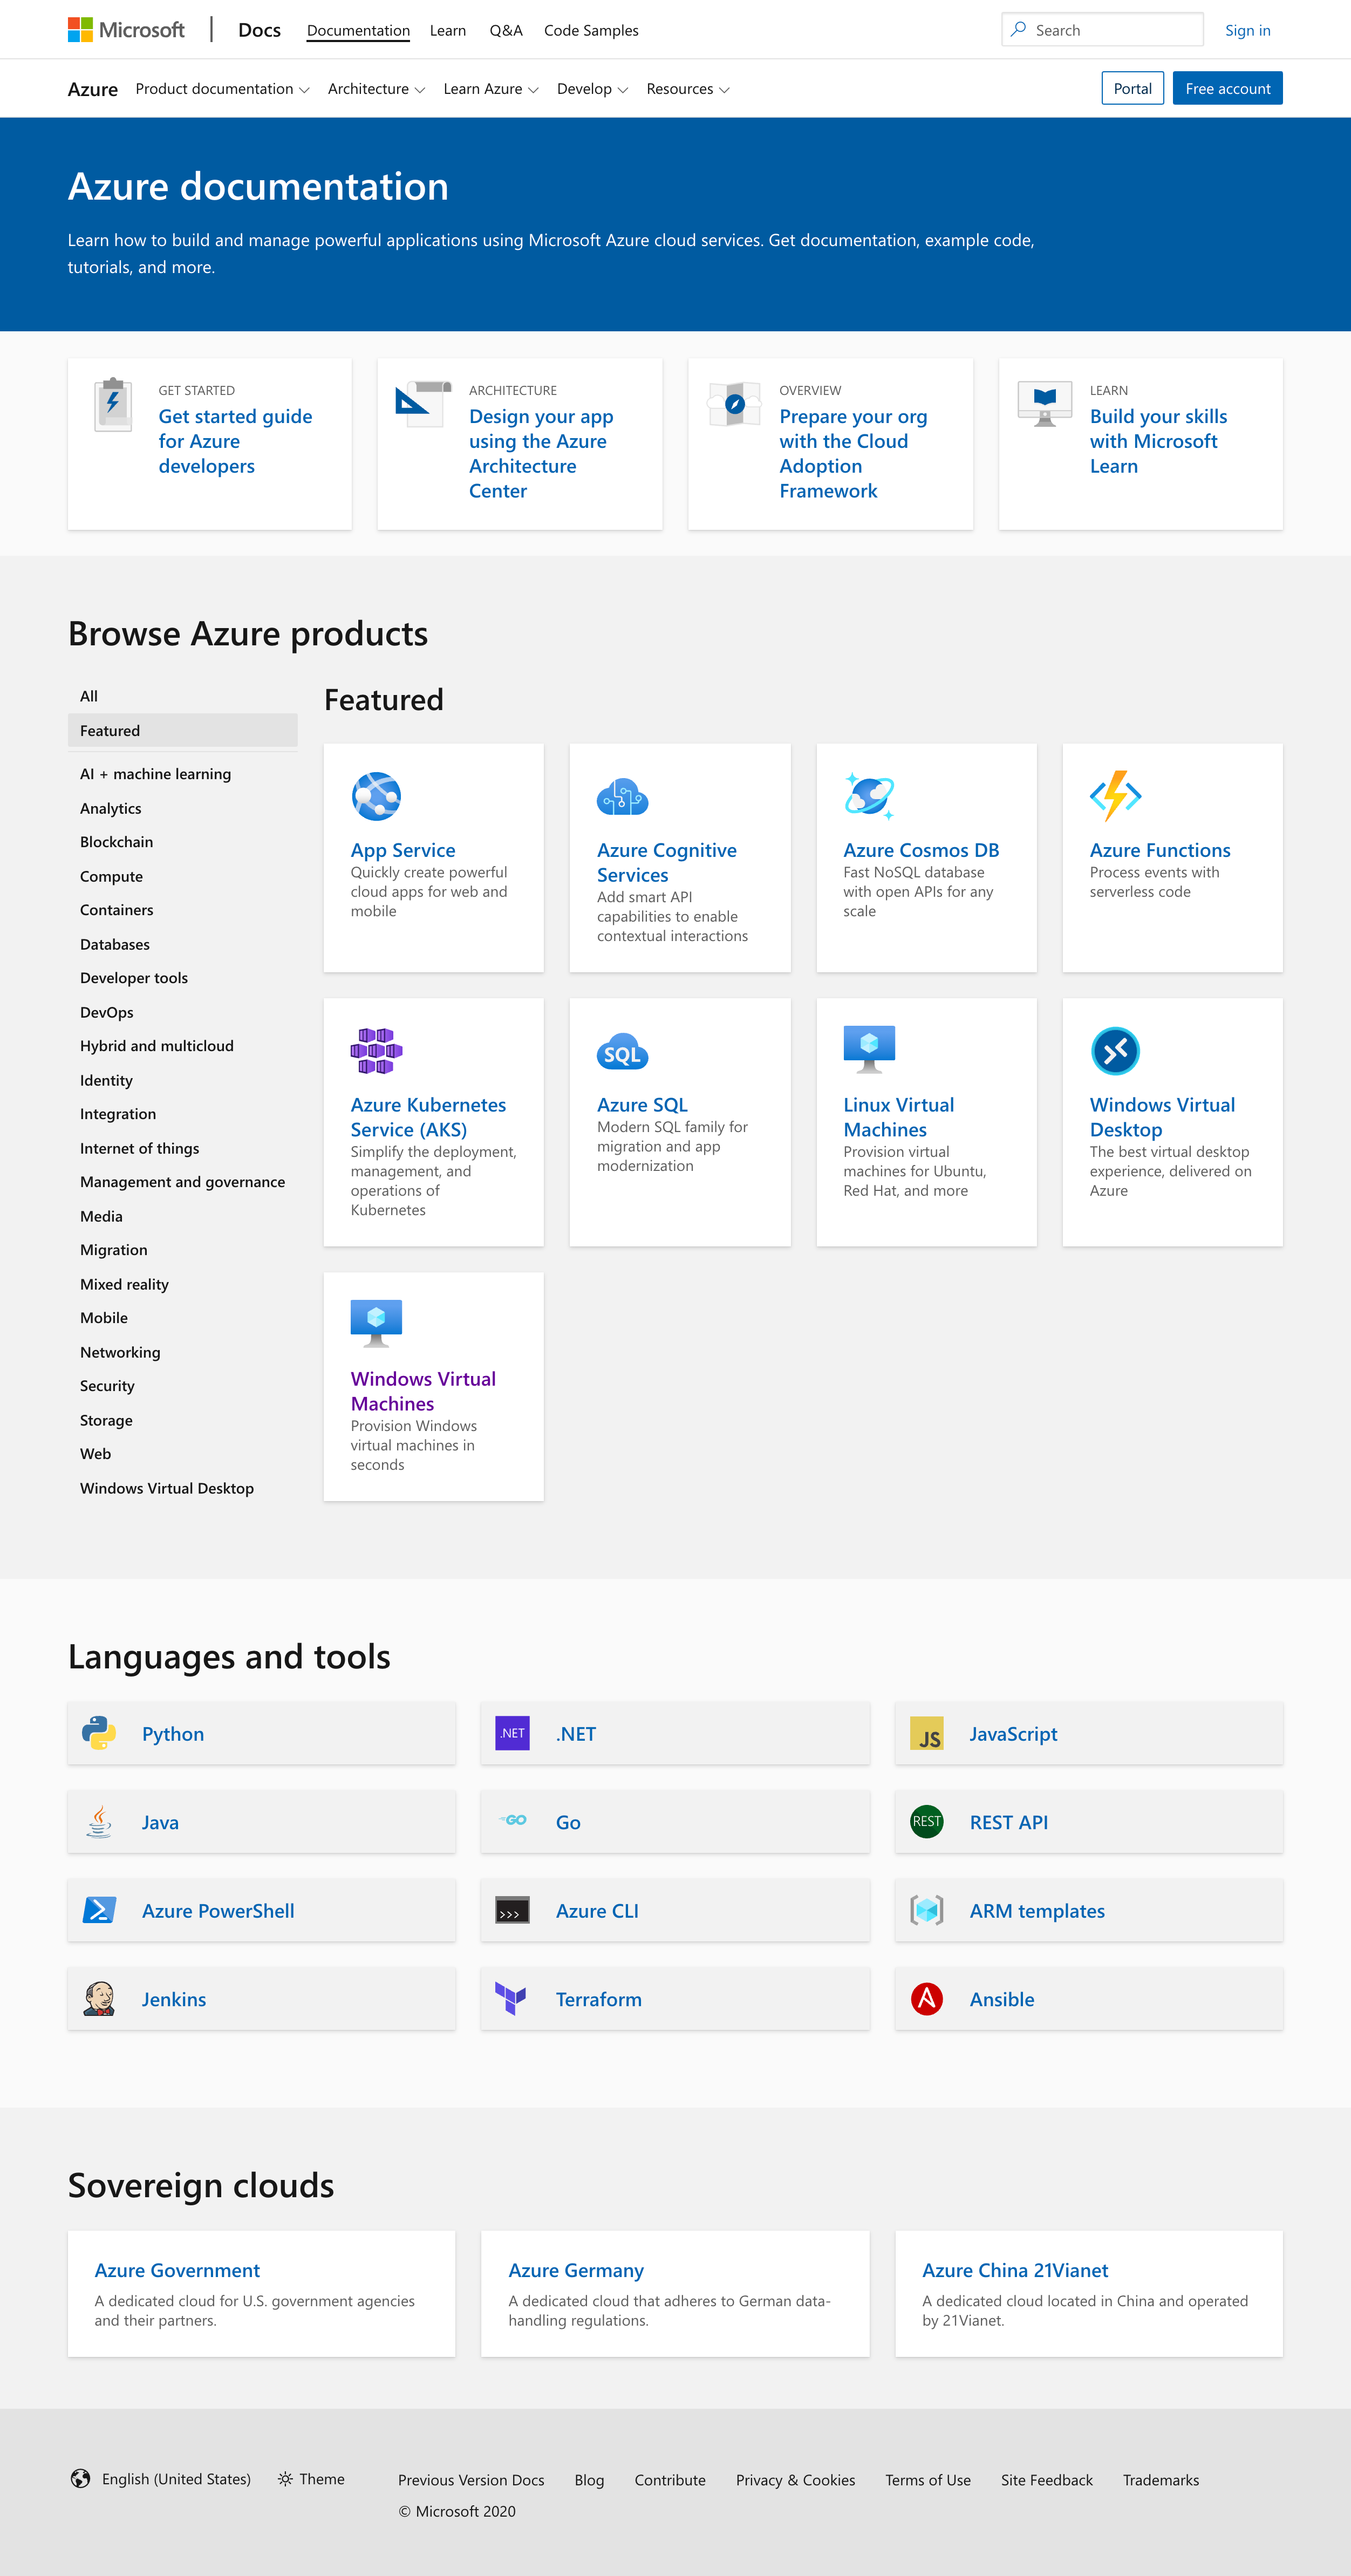 Microsoft
Docs
Documentation
Learn
Q&A
Code Samples
Search
Sign in
Azure
Product documentation
Architecture
Learn Azure
Develop
Resources
Portal
Free account
Azure documentation
Learn how to build and manage powerful applications using Microsoft Azure cloud services. Get documentation, example code,
tutorials, and more.
GET STARTED
Get started guide
for Azure
developers
ARCHITECTURE
Design your app
using the Azure
Architecture
Center
OVERVIEW
Prepare your org
with the Cloud
Adoption
Framework
LEARN
Build your skills
with Microsoft
Learn
Browse Azure products
All
Featured
AI + machine learning
Analytics
Blockchain
Compute
Containers
Databases
Developer tools
DevOps
Hybrid and multicloud
Identity
Integration
Internet of things
Management and governance
Media
Migration
Mixed reality
Mobile
Networking
Security
Storage
Web
Windows Virtual Desktop
Featured
App Service
Quickly create powerful
cloud apps for web and
mobile
Azure Cognitive
Services
Add smart API
capabilities to enable
contextual interactions
Azure Cosmos DB
Fast NoSQL database
with open APIs for any
scale
Azure Functions
Process events with
serverless code
Azure Kubernetes
Service (AKS)
Simplify the deployment,
management, and
operations of
Kubernetes
SQL
Azure SQL
Modern SQL family for
migration and app
modernization
Linux Virtual
Machines
Provision virtual
machines for Ubuntu,
Red Hat, and more
Windows Virtual
Desktop
The best virtual desktop
experience, delivered on
Azure
Windows Virtual
Machines
Provision Windows
virtual machines in
seconds
Languages and tools
Python
.NET
.NET
JS
JavaScript
Java
GO
Go
REST
REST API
Azure PowerShell
>>>
Azure CLI
ARM templates
Jenkins
Terraform
A
Ansible
Sovereign clouds
Azure Government
A dedicated cloud for U.S. government agencies
and their partners.
Azure Germany
A dedicated cloud that adheres to German data-
handling regulations.
Azure China 21Vianet
A dedicated cloud located in China and operated
by 21Vianet.
English (United States)
Theme
Previous Version Docs
Blog
Contribute
Privacy & Cookies
Terms of Use
Site Feedback
Trademarks
© Microsoft 2020